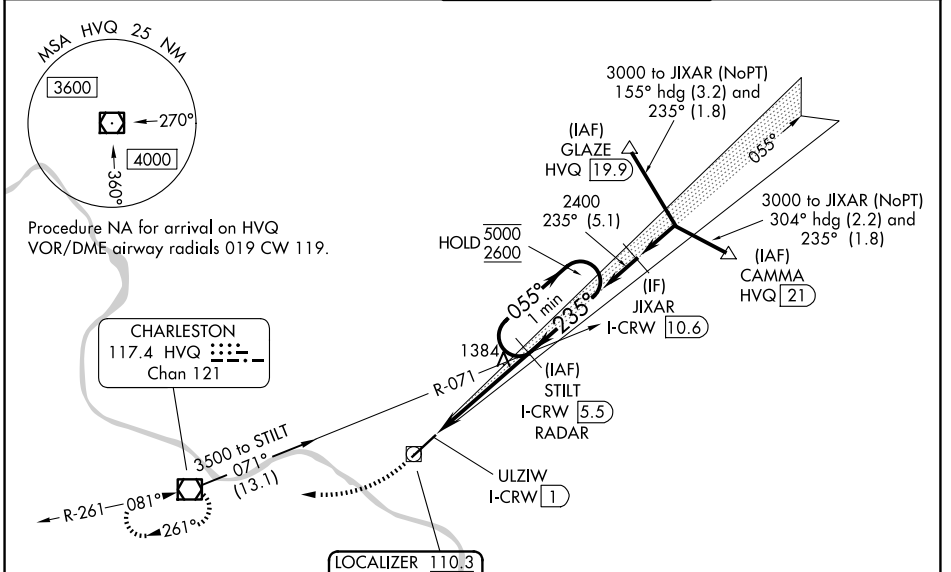 MSA HVQ 25 NM
3600
270°
4000
360°
Procedure NA for arrival on HVQ
VOR/DME airway radials 019 CW 119.
3000 to JIXAR (NoPT)
155° hdg (3.2) and
235° (1.8)
(IAF)
GLAZE
HVQ 19.9
055°
2400
235° (5.1)
3000 to JIXAR (NoPT)
304° hdg (2.2) and
235° (1.8)
(IAF)
CAMMA
HVQ 21
HOLD 5000
2600
(IF)
JIXAR
I-CRW 10.6
055°
1 min
235°
1384
(IAF)
STILT
I-CRW 5.5
RADAR
CHARLESTON
117.4 HVQ
Chan 121
R-071
3500 to STILT
071°
(13.1)
ULZIW
I-CRW 1
R-261
081°
261°
LOCALIZER 110.3